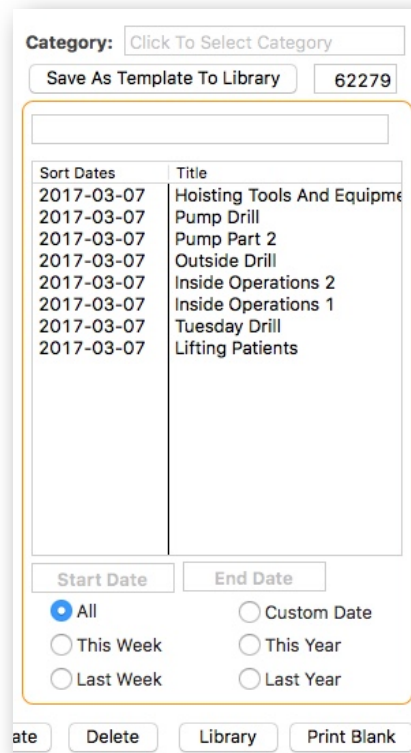 Category: Click To Select Category
Save As Template To Library 62279
Sort Dates Title
2017-03-07 Hoisting Tools And Equipme
2017-03-07 Pump Drill
2017-03-07 Pump Part 2
2017-03-07 Outside Drill
2017-03-07 Inside Operations 2
2017-03-07 Inside Operations 1
2017-03-07 Tuesday Drill
2017-03-07 Lifting Patients
Start Date End Date
All Custom Date
This Week This Year
Last Week Last Year
ate Delete Library Print Blank